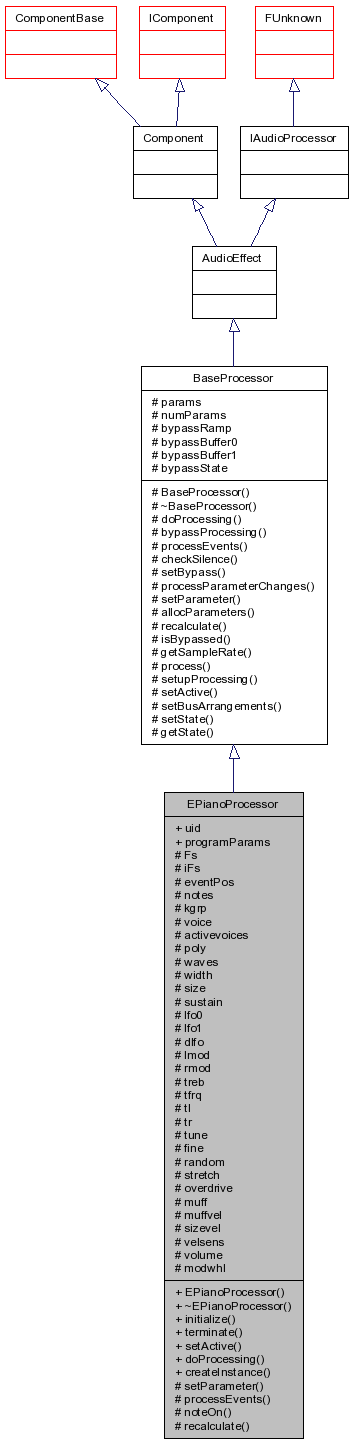 ComponentBase
IComponent
FUnknown
Component
IAudioProcessor
AudioEffect
BaseProcessor
# params
# numParams
# bypassRamp
# bypassBuffer0
# bypassBuffer1
# bypassState
# BaseProcessor()
# ~BaseProcessor()
# doProcessing()
# bypassProcessing()
# processEvents()
# checkSilence()
# setBypass()
# processParameterChanges()
# setParameter()
# allocParameters()
# recalculate()
# isBypassed()
# getSampleRate()
# process()
# setupProcessing()
# setActive()
# setBusArrangements()
# setState()
# getState()
EPianoProcessor
+ uid
+ programParams
# Fs
# iFs
# eventPos
# notes
# kgrp
# voice
# activevoices
# poly
# waves
# width
# size
# sustain
# lfo0
# lfo1
# dlfo
# lmod
# rmod
# treb
# tfrq
# tl
# tr
# tune
# fine
# random
# stretch
# overdrive
# muff
# muffvel
# sizevel
# velsens
# volume
# modwhl
+ EPianoProcessor()
+ ~EPianoProcessor()
+ initialize()
+ terminate()
+ setActive()
+ doProcessing()
+ createInstance()
# setParameter()
# processEvents()
# noteOn()
# recalculate()